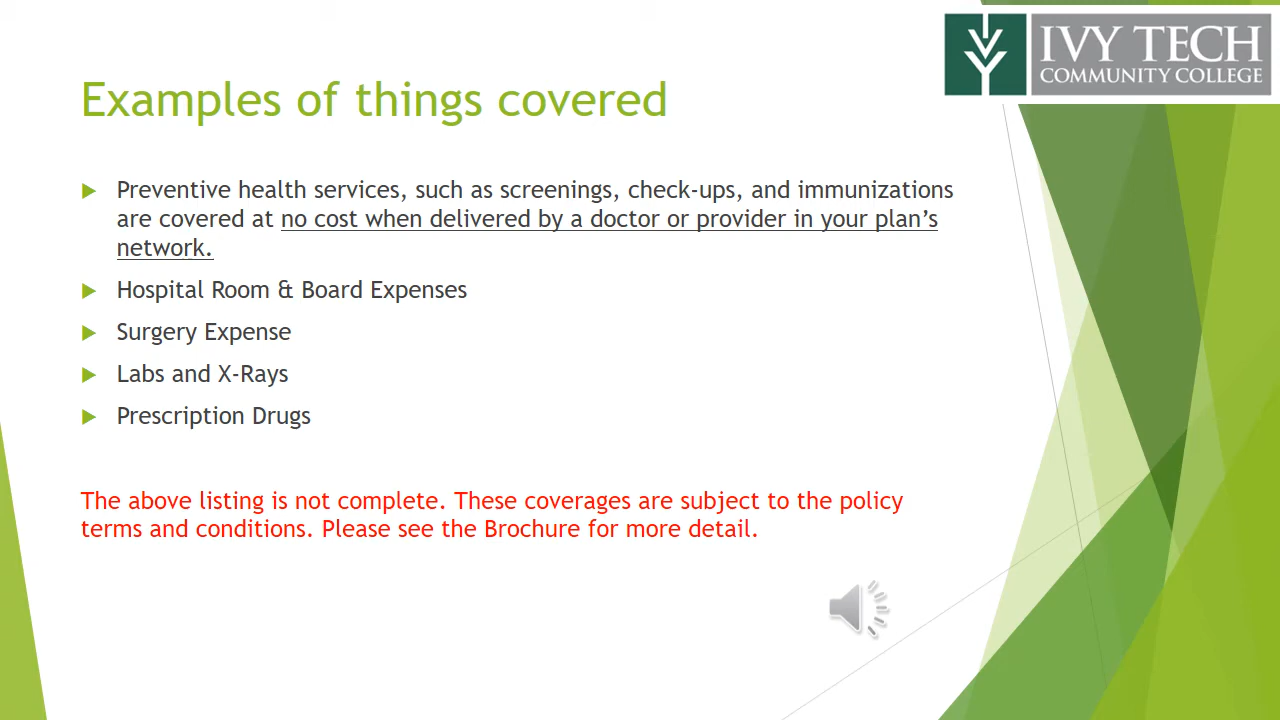 IVY TECH
COMMUNITY COLLEGE
Examples of things covered
Preventive health services, such as screenings, check-ups, and immunizations
are covered at no cost when delivered by a doctor or provider in your plan’s
network.
Hospital Room & Board Expenses
Surgery Expense
Labs and X-Rays
Prescription Drugs
The above listing is not complete. These coverages are subject to the policy
terms and conditions. Please see the Brochure for more detail.